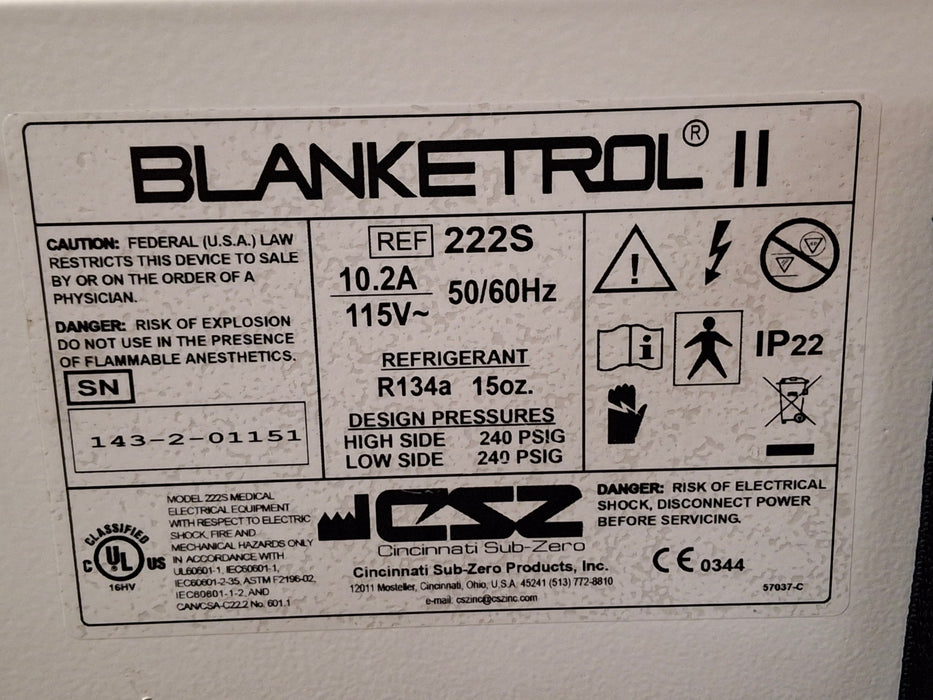 BLANKETROL® II
CAUTION: FEDERAL (U.S.A.) LAW
RESTRICTS THIS DEVICE TO SALE
BY OR ON THE ORDER OF A
PHYSICIAN.
DANGER: RISK OF EXPLOSION
DO NOT USE IN THE PRESENCE
OF FLAMMABLE ANESTHETICS.
SN
143-2-01151
REF 222S
10.2A
115V~
50/60Hz
REFRIGERANT
R134a 15oz.
DESIGN PRESSURES
HIGH SIDE 240 PSIG
LOW SIDE 240 PSIG
IP22
CLASSIFIED
C UL US
16HV
MODEL 222S MEDICAL
ELECTRICAL EQUIPMENT
WITH RESPECT TO ELECTRIC
SHOCK, FIRE AND
MECHANICAL HAZARDS ONLY
IN ACCORDANCE WITH
UL60601-1, IEC60601-1,
IEC60601-2-35, ASTM F2196-02,
IEC60601-1-2, AND
CAN/CSA-C22.2 No. 601.1
CSZ
Cincinnati Sub-Zero
Cincinnati Sub-Zero Products, Inc.
12011 Mosteller, Cincinnati, Ohio, U.S.A. 45241 (513) 772-8810
e-mail: cszinc@cszinc.com
DANGER: RISK OF ELECTRICAL
SHOCK, DISCONNECT POWER
BEFORE SERVICING.
CE 0344
57037-C